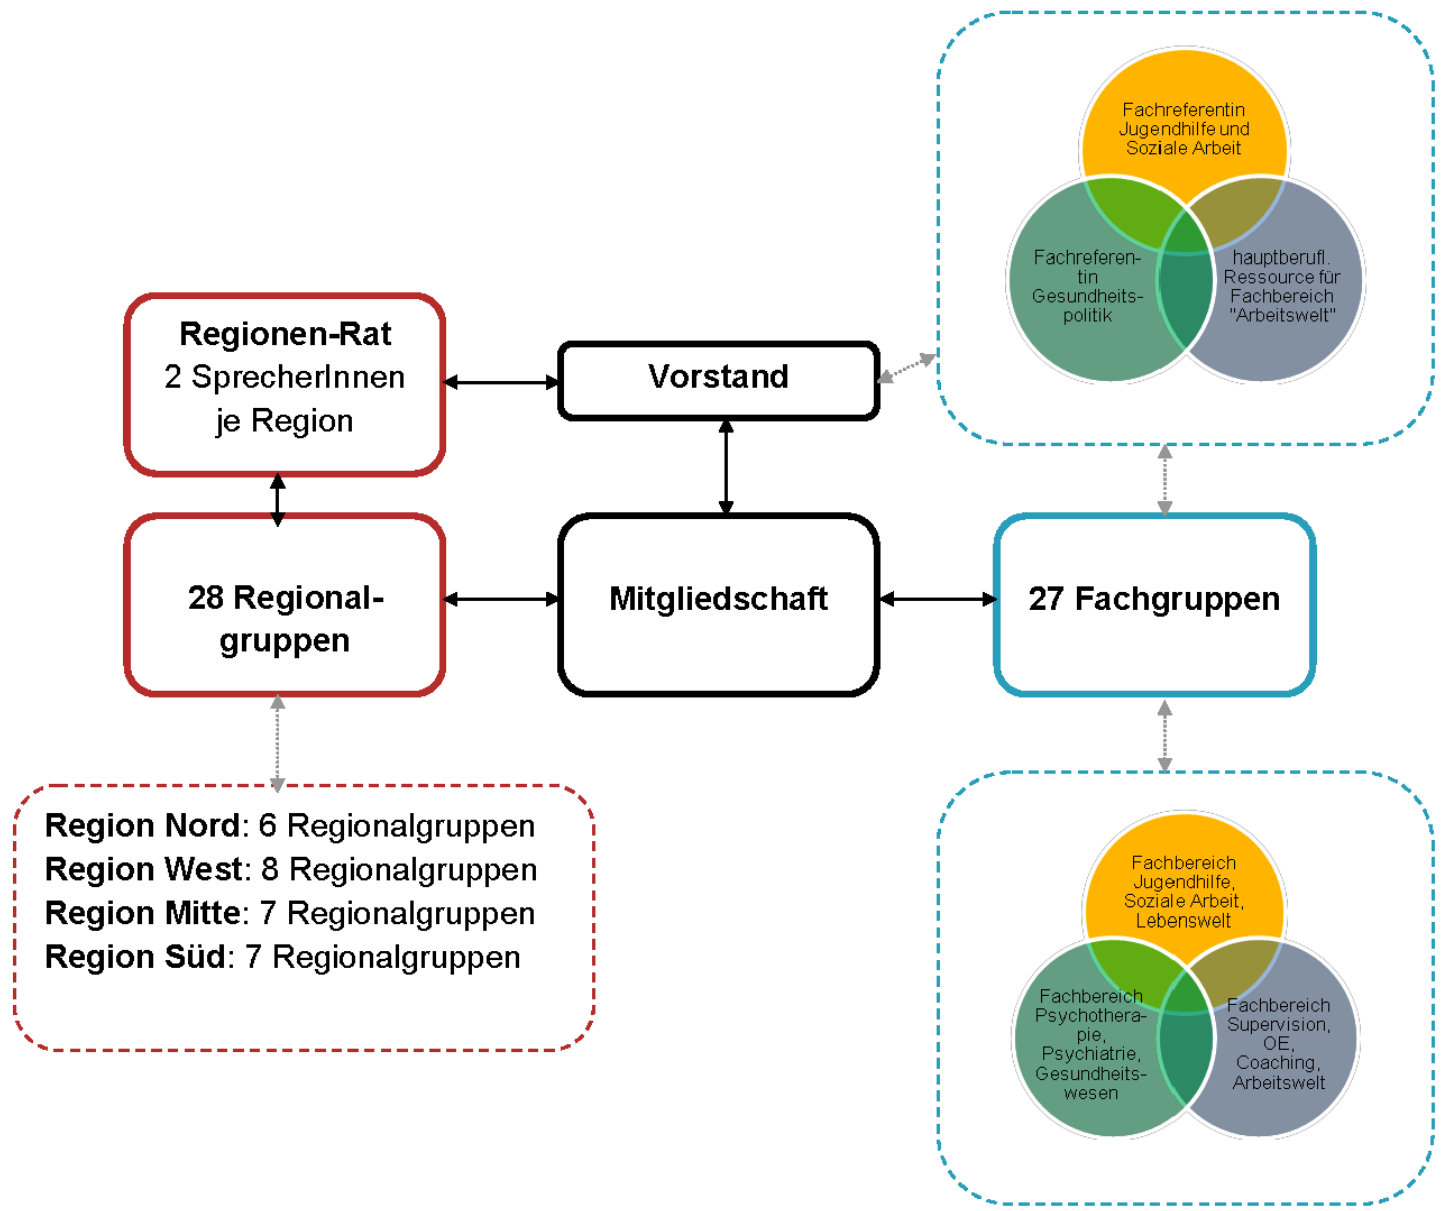 Fachreferentin
Jugendhilfe und
Soziale Arbeit
Fachreferen-
tin
Gesundheits-
politik
hauptberufl.
Ressource für
Fachbereich
"Arbeitswelt"
Regionen-Rat
2 SprecherInnen
je Region
Vorstand
28 Regional-
gruppen
Mitgliedschaft
27 Fachgruppen
Region Nord: 6 Regionalgruppen
Region West: 8 Regionalgruppen
Region Mitte: 7 Regionalgruppen
Region Süd: 7 Regionalgruppen
Fachbereich
Jugendhilfe,
Soziale Arbeit,
Lebenswelt
Fachbereich
Psychothera-
pie,
Psychiatrie,
Gesundheits-
wesen
Fachbereich
Supervision,
OE,
Coaching,
Arbeitswelt